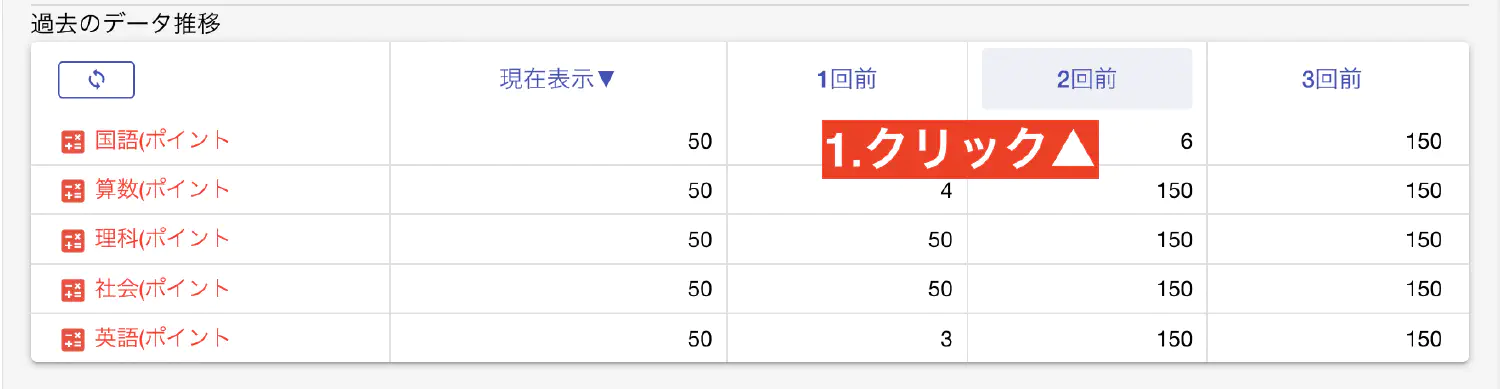 過去のデータ推移
現在表示▼ 1回前 2回前 3回前
国語(ポイント 50 6 150
1.クリック▲
算数(ポイント 50 4 150 150
理科(ポイント 50 50 150 150
社会(ポイント 50 50 150 150
英語(ポイント 50 3 150 150